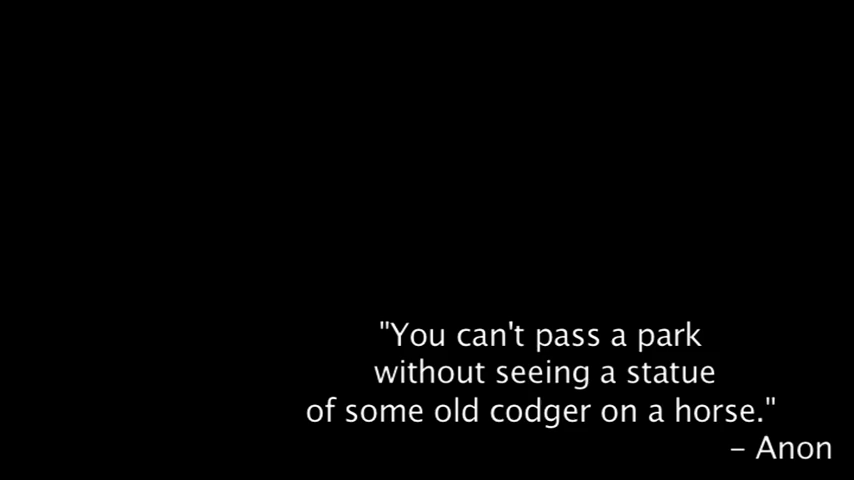 "You can't pass a park
without seeing a statue
of some old codger on a horse."
– Anon